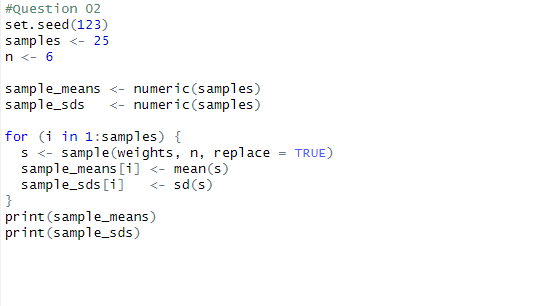 #Question 02
set.seed(123)
samples <- 25
n <- 6
sample_means <- numeric(samples)
sample_sds   <- numeric(samples)
for (i in 1:samples) {
  s <- sample(weights, n, replace = TRUE)
  sample_means[i] <- mean(s)
  sample_sds[i]   <- sd(s)
}
print(sample_means)
print(sample_sds)